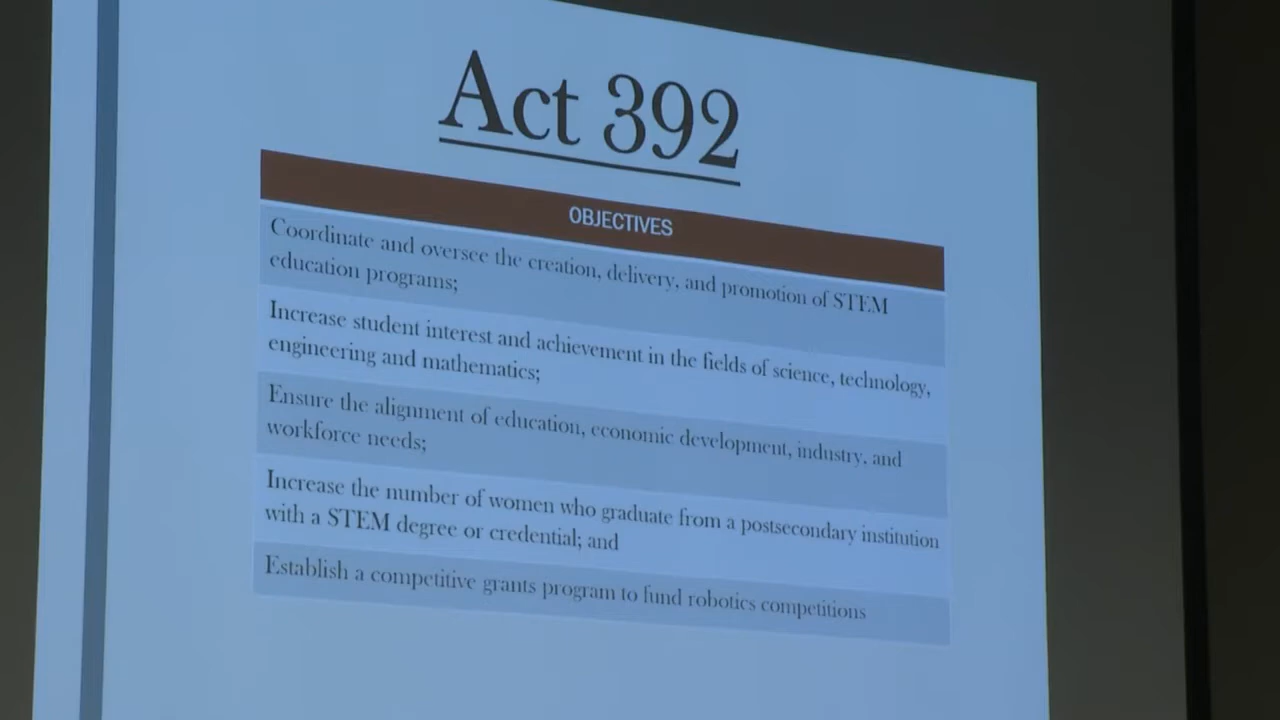 Act 392
OBJECTIVES
Coordinate and oversee the creation, delivery, and promotion of STEM
education programs;
Increase student interest and achievement in the fields of science, technology,
engineering and mathematics;
Ensure the alignment of education, economic development, industry, and
workforce needs;
Increase the number of women who graduate from a postsecondary institution
with a STEM degree or credential; and
Establish a competitive grants program to fund robotics competitions